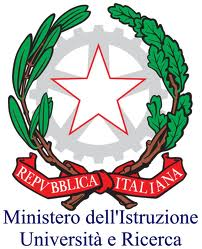 REPVBBLICA ITALIANA
Ministero dell'Istruzione
Università e Ricerca